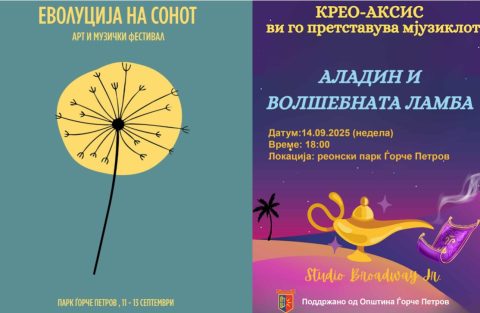 ЕВОЛУЦИЈА НА СОНОТ
АРТ И МУЗИЧКИ фЕСТИВАЛ
ПАРК ЃОРЧЕ ПЕТРОВ , 11 - 13 СЕПТЕМВРИ
КРЕО-АКСИС
ви го претставува мјузиклот
АЛАДИН И
ВОЛШЕБНАТА ЛАМБА
Датум:14.09.2025 (недела)
Време: 18:00
Локација: реонски парк Ѓорче Петров
Studio Broadway Jr.
Поддржано од Општина Ѓорче Петров